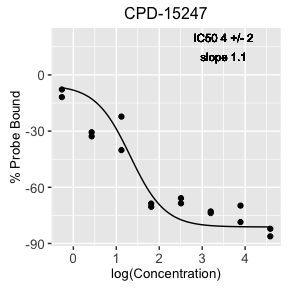 CPD-15247
IC50 4 +/- 2
slope 1.1
% Probe Bound
0
-30
-60
-90
0 1 2 3 4
log(Concentration)